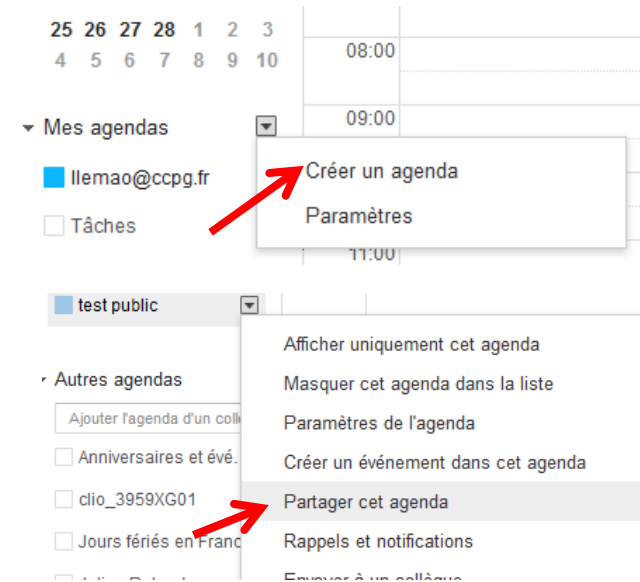 25 26 27 28 1 2 3
4 5 6 7 8 9 10
08:00
Mes agendas
09:00
llemao@ccpg.fr
Tâches
Créer un agenda
Paramètres
11:00
test public
Autres agendas
Ajouter l'agenda d'un coll
Anniversaires et évé.
clio_3959XG01
Jours fériés en Franc
Afficher uniquement cet agenda
Masquer cet agenda dans la liste
Paramètres de l'agenda
Créer un événement dans cet agenda
Partager cet agenda
Rappels et notifications
Envoyer à un collègue